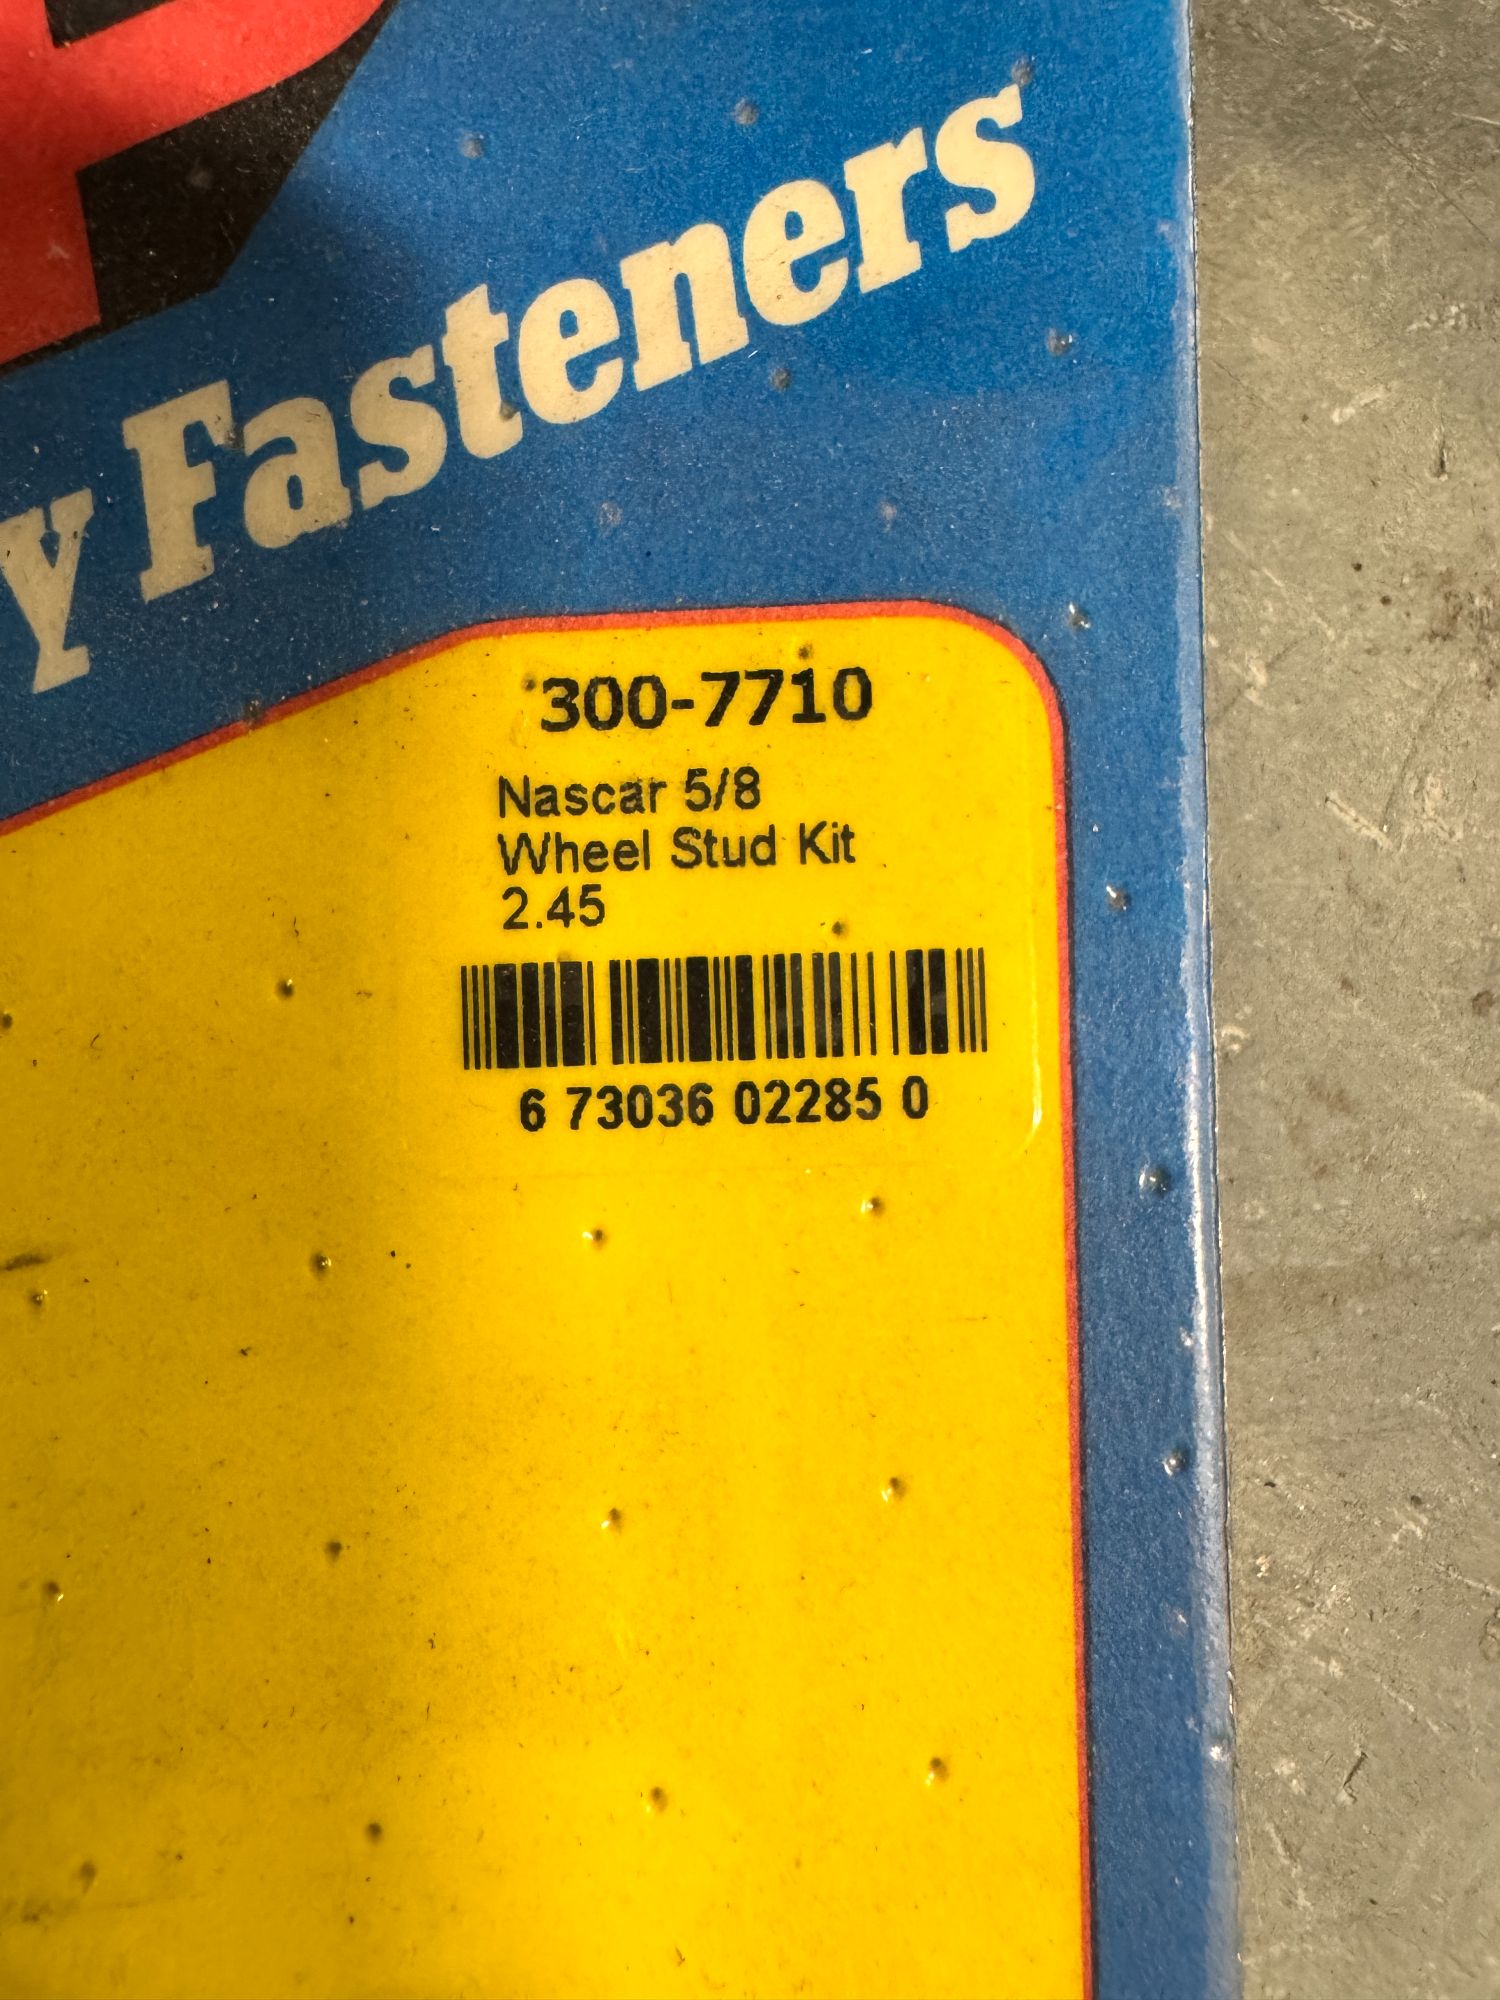 y Fasteners
300-7710
Nascar 5/8
Wheel Stud Kit
2.45
6 73036 02285 0